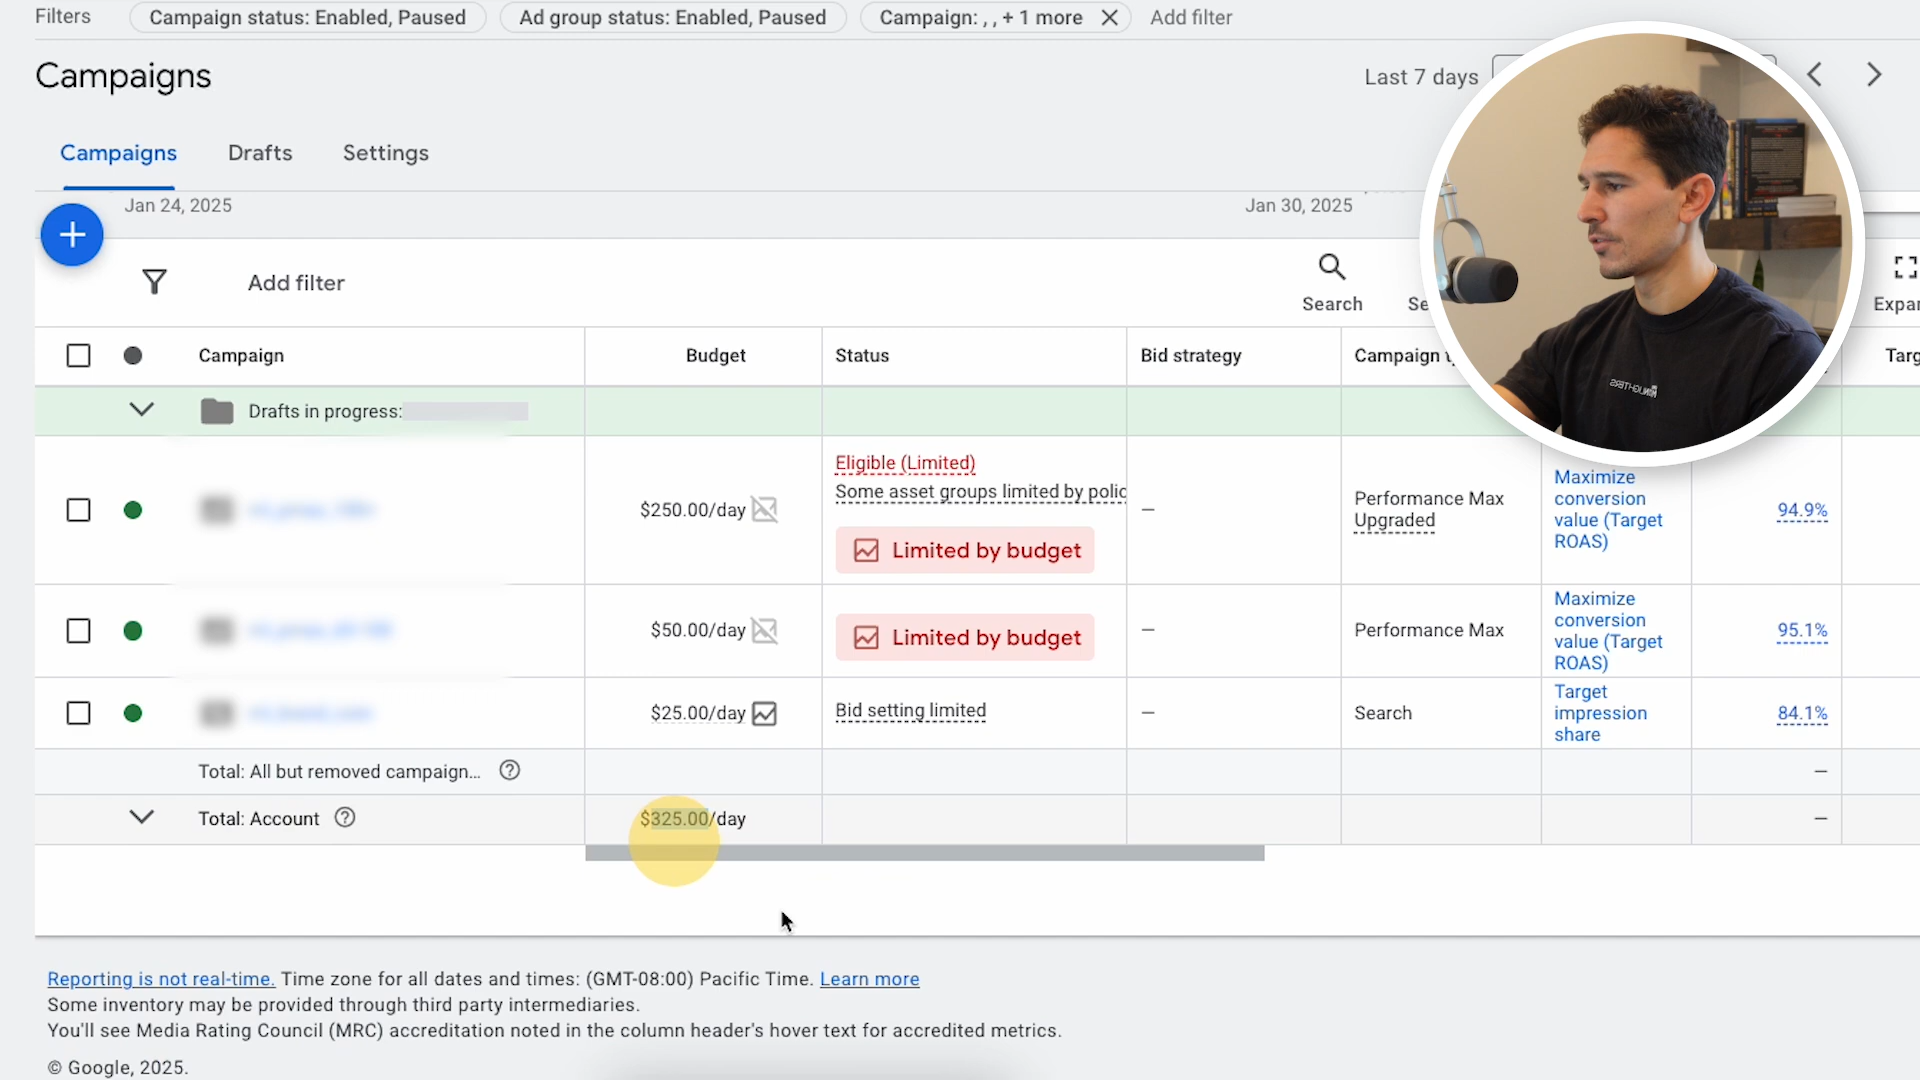 Filters
Campaign status: Enabled, Paused
Ad group status: Enabled, Paused
Campaign: , , + 1 more
Add filter
Campaigns
Last 7 days
Campaigns
Drafts
Settings
Jan 24, 2025
Jan 30, 2025
Add filter
Search
Se
Expan
Campaign
Budget
Status
Bid strategy
Campaign t
Targ
Drafts in progress:
$250.00/day
Eligible (Limited)
Some asset groups limited by polic
Limited by budget
—
Performance Max
Upgraded
Maximize
conversion
value (Target
ROAS)
94.9%
$50.00/day
Limited by budget
—
Performance Max
Maximize
conversion
value (Target
ROAS)
95.1%
$25.00/day
Bid setting limited
—
Search
Target
impression
share
84.1%
Total: All but removed campaign...
—
Total: Account
$325.00/day
—
Reporting is not real-time. Time zone for all dates and times: (GMT-08:00) Pacific Time. Learn more
Some inventory may be provided through third party intermediaries.
You'll see Media Rating Council (MRC) accreditation noted in the column header's hover text for accredited metrics.
© Google, 2025.